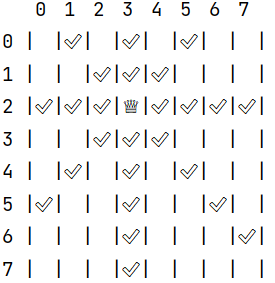 0 1 2 3 4 5 6 7
0 | |✓| |✓| |✓| | |
1 | | |✓|✓|✓| | | |
2 |✓|✓|✓|♛|✓|✓|✓|✓|
3 | | |✓|✓|✓| | | |
4 | |✓| |✓| |✓| | |
5 |✓| | |✓| | |✓| |
6 | | | |✓| | | |✓|
7 | | | |✓| | | | |